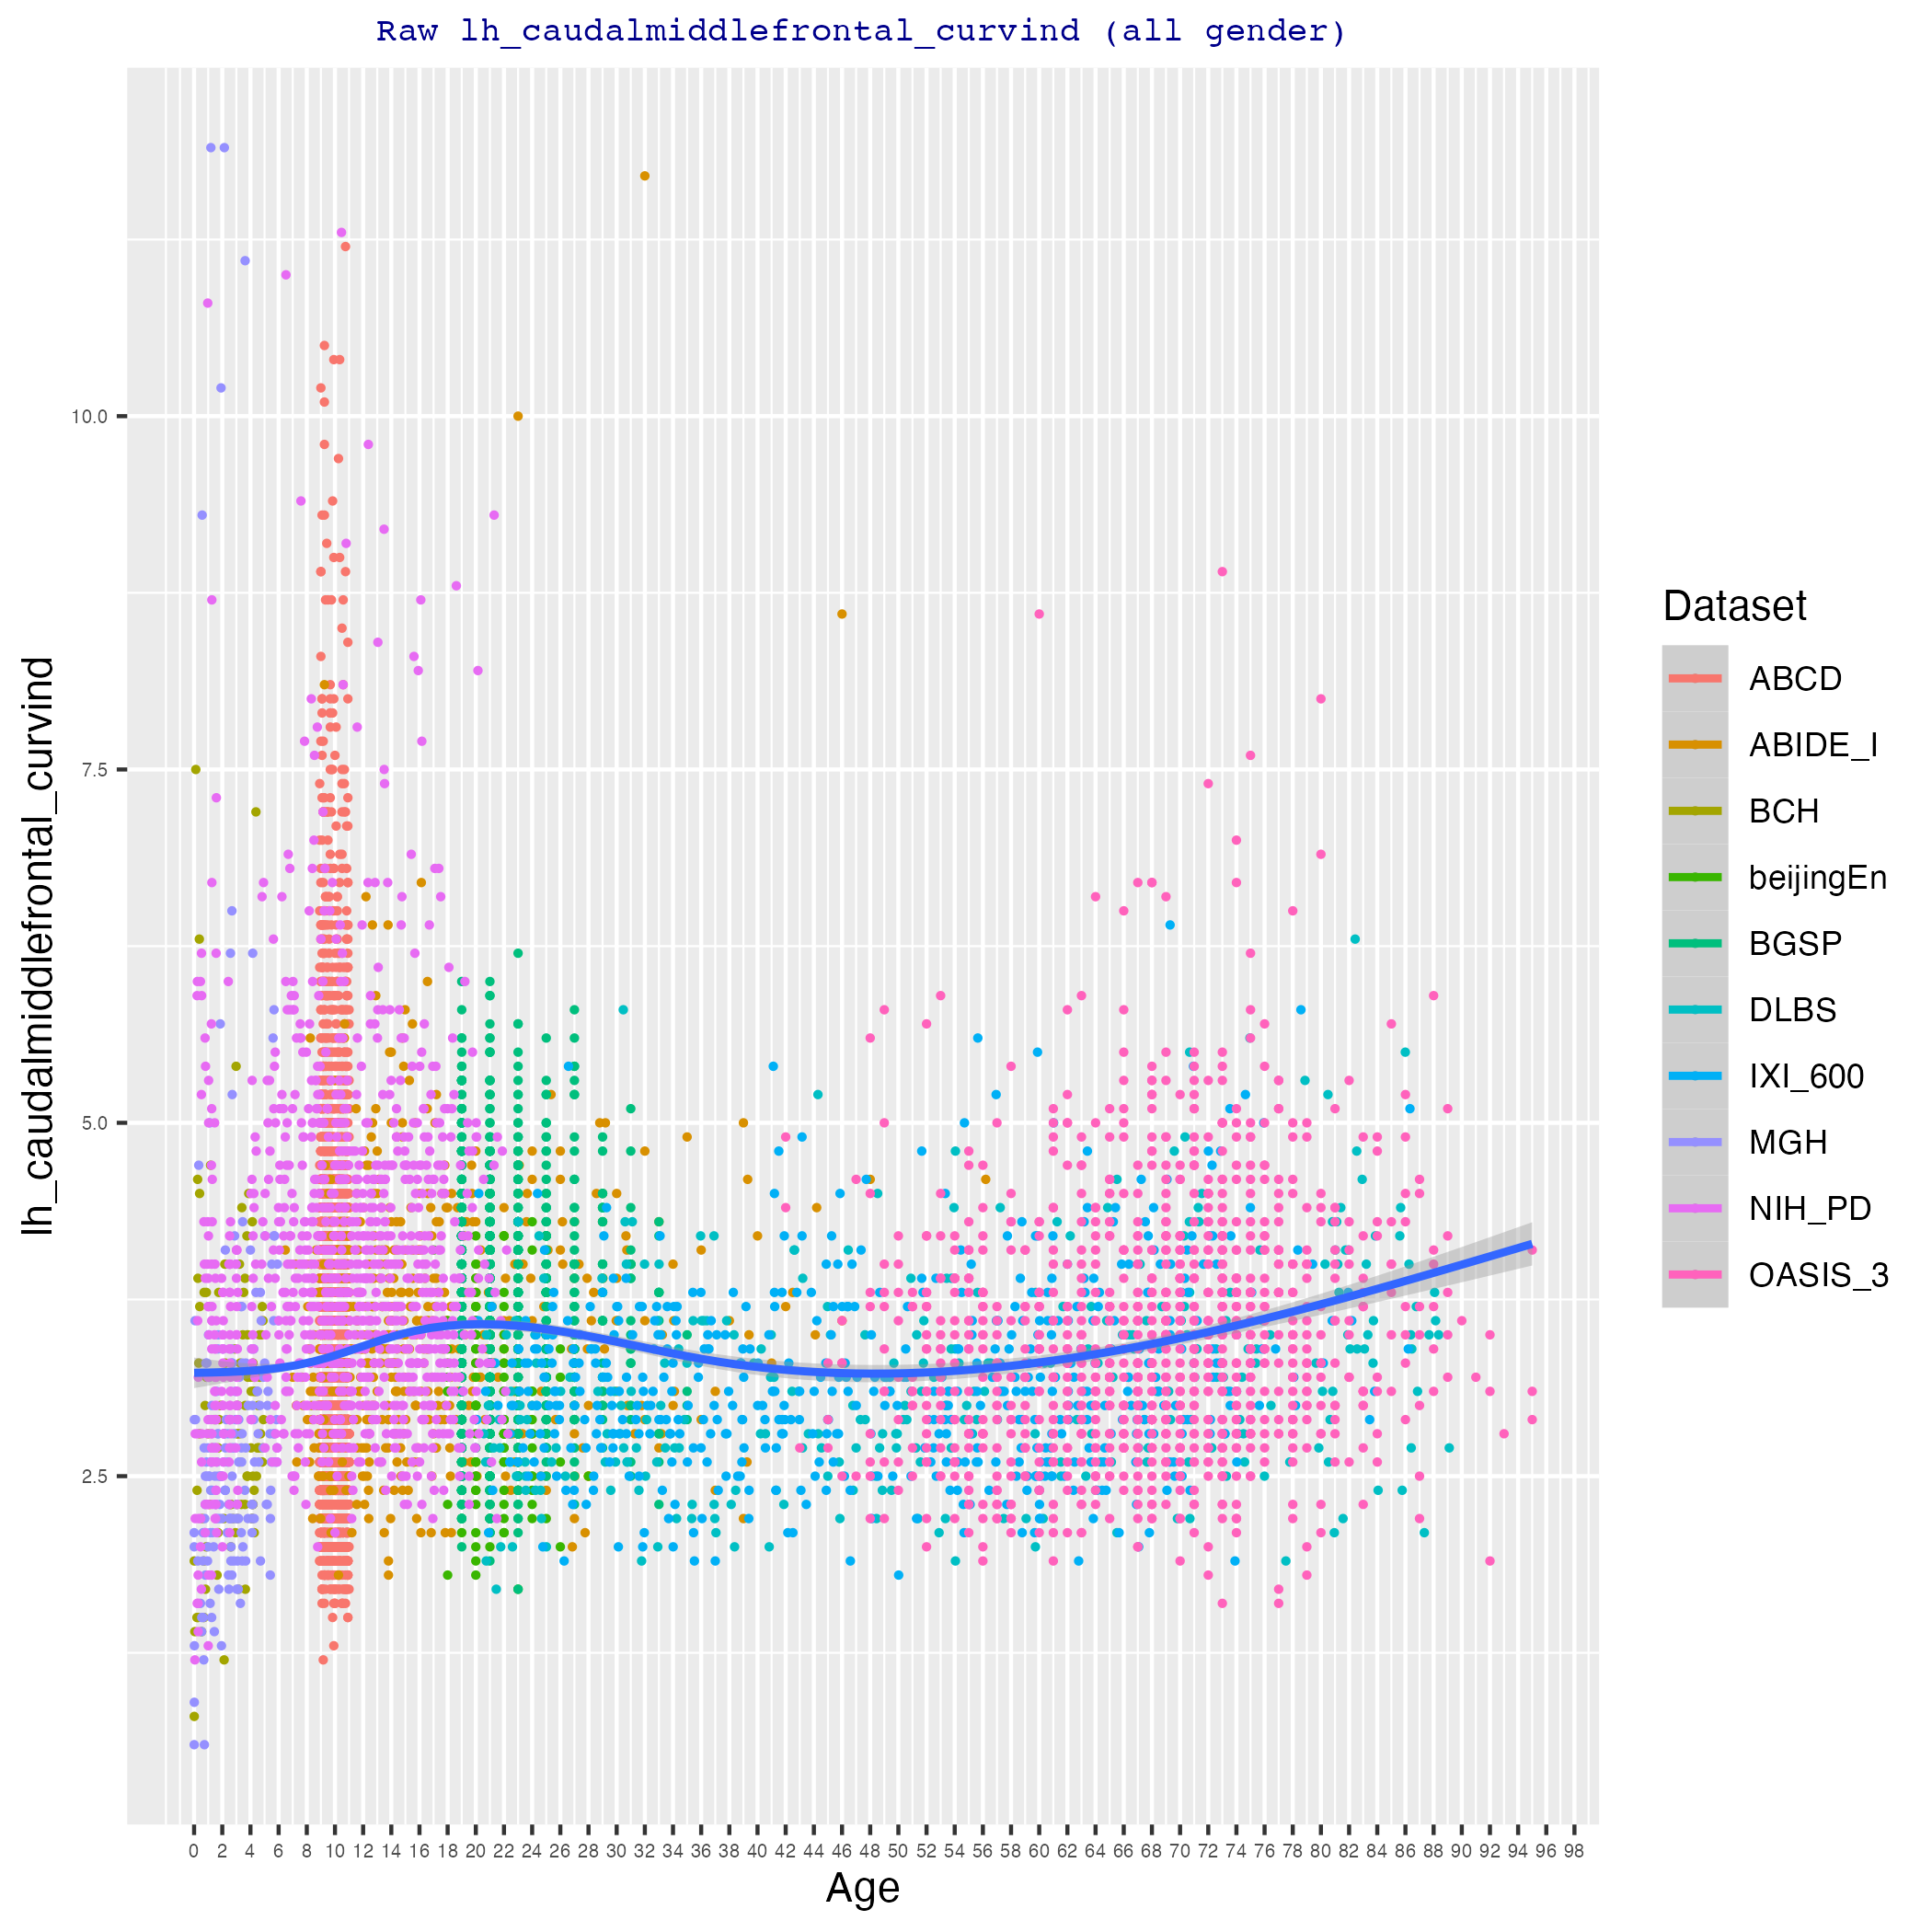 Raw lh_caudalmiddlefrontal_curvind (all gender)
lh_caudalmiddlefrontal_curvind
10.0
7.5
5.0
2.5
0 2 4 6 8 10 12 14 16 18 20 22 24 26 28 30 32 34 36 38 40 42 44 46 48 50 52 54 56 58 60 62 64 66 68 70 72 74 76 78 80 82 84 86 88 90 92 94 96 98
Age
Dataset
ABCD
ABIDE_I
BCH
beijingEn
BGSP
DLBS
IXI_600
MGH
NIH_PD
OASIS_3